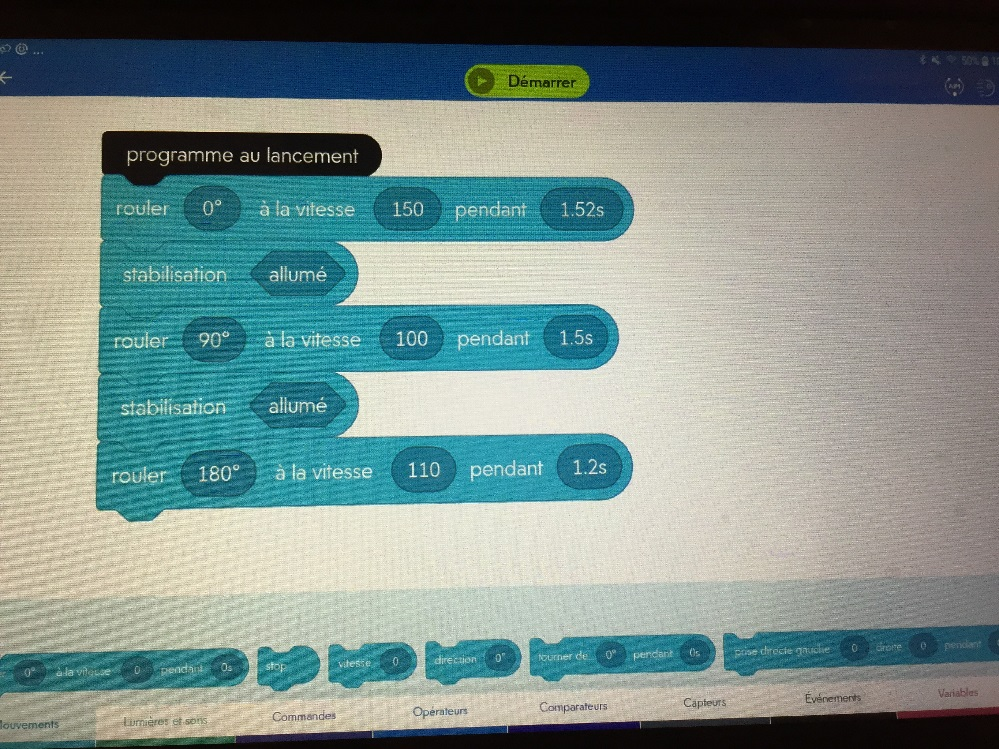 50%
Démarrer
programme au lancement
rouler 0° à la vitesse 150 pendant 1.52s
stabilisation allumé
rouler 90° à la vitesse 100 pendant 1.5s
stabilisation allumé
rouler 180° à la vitesse 110 pendant 1.2s
0° à la vitesse 0 pendant 0s stop vitesse 0 direction 0° tourner de 0° pendant 0s puise directe gauche 0 droite 0 pendant
Mouvements Lumières et sons Commandes Opérateurs Comparateurs Capteurs Événements Variables